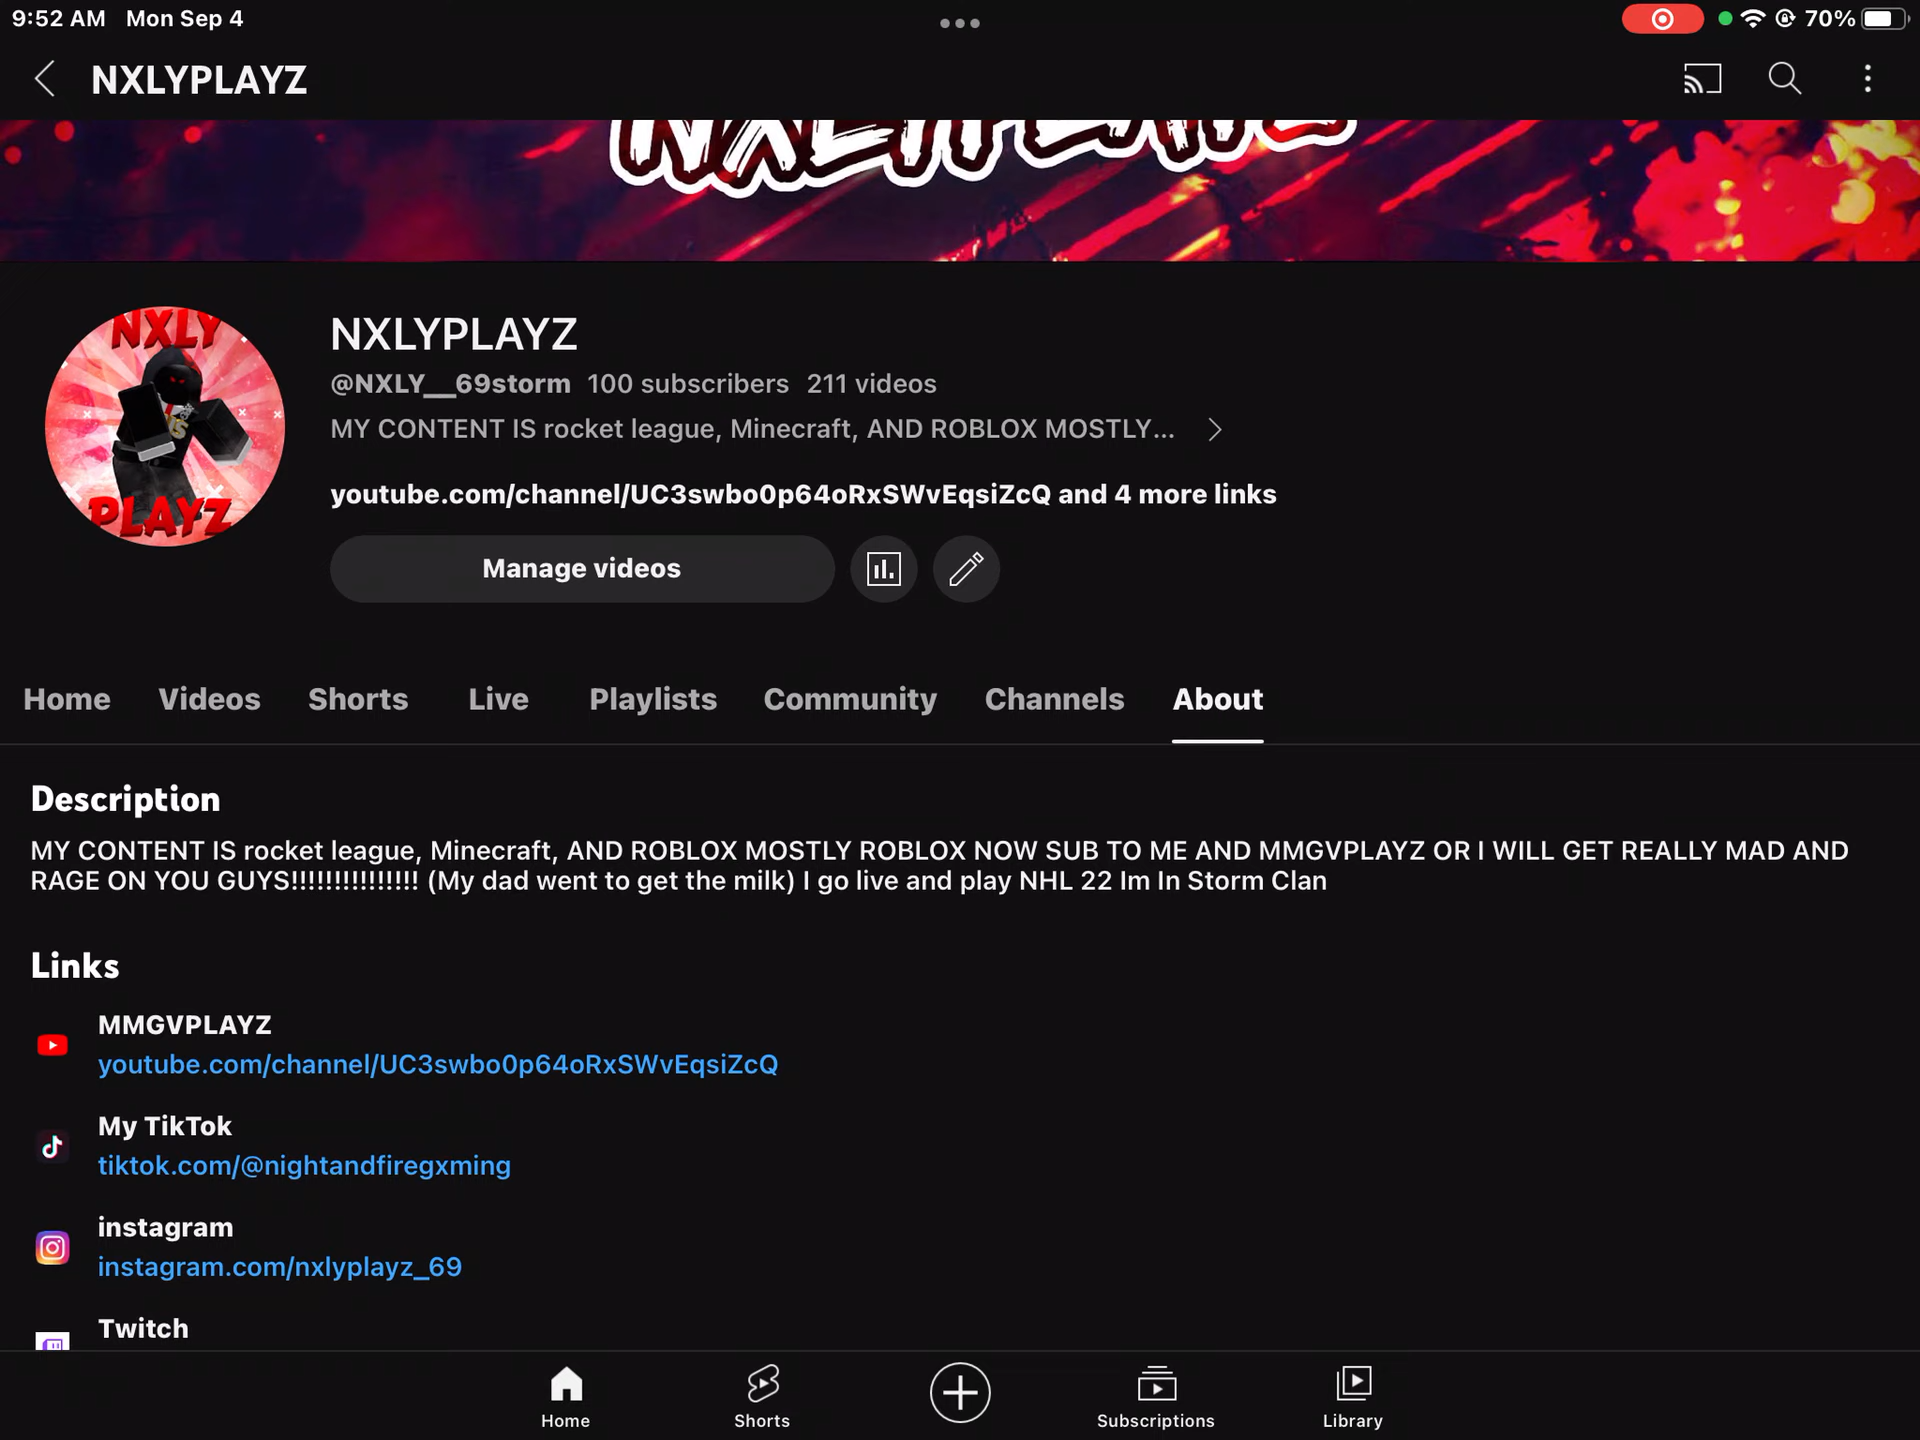 9:52 AM Mon Sep 4 70%
NXLYPLAYZ
NXLYPLAYZ
NXLY
PLAYZ
NXLYPLAYZ
@NXLY__69storm 100 subscribers 211 videos
MY CONTENT IS rocket league, Minecraft, AND ROBLOX MOSTLY...
youtube.com/channel/UC3swbo0p64oRxSWvEqsiZcQ and 4 more links
Manage videos
Home Videos Shorts Live Playlists Community Channels About
Description
MY CONTENT IS rocket league, Minecraft, AND ROBLOX MOSTLY ROBLOX NOW SUB TO ME AND MMGVPLAYZ OR I WILL GET REALLY MAD AND
RAGE ON YOU GUYS!!!!!!!!!!!!!!! (My dad went to get the milk) I go live and play NHL 22 Im In Storm Clan
Links
MMGVPLAYZ
youtube.com/channel/UC3swbo0p64oRxSWvEqsiZcQ
My TikTok
tiktok.com/@nightandfiregxming
instagram
instagram.com/nxlyplayz_69
Twitch
Home Shorts Subscriptions Library